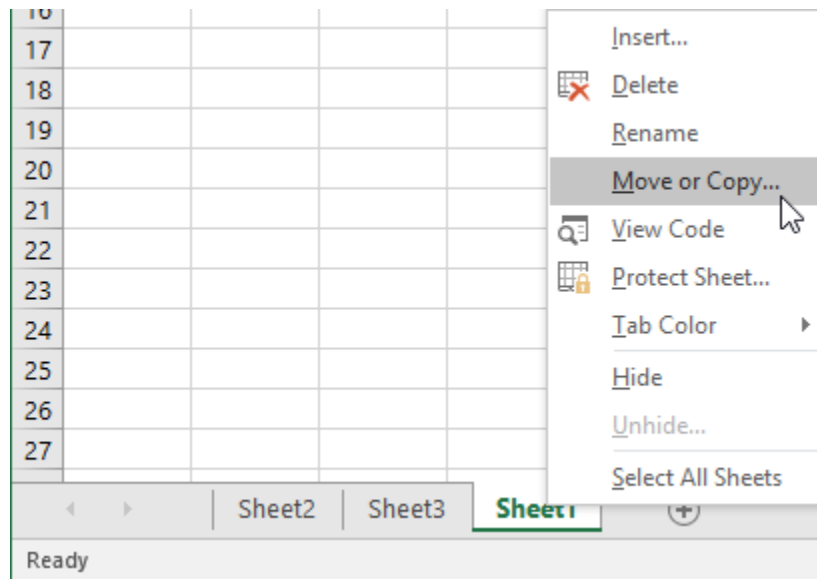 16
17
18
19
20
21
22
23
24
25
26
27
Insert...
Delete
Rename
Move or Copy...
View Code
Protect Sheet...
Tab Color
Hide
Unhide...
Select All Sheets
Sheet2 Sheet3 Sheet1
Ready